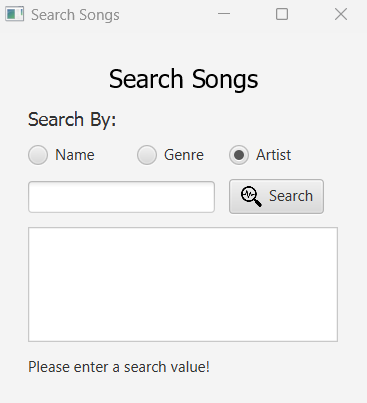 Search Songs
Search Songs
Search By:
Name Genre Artist
Search
Please enter a search value!